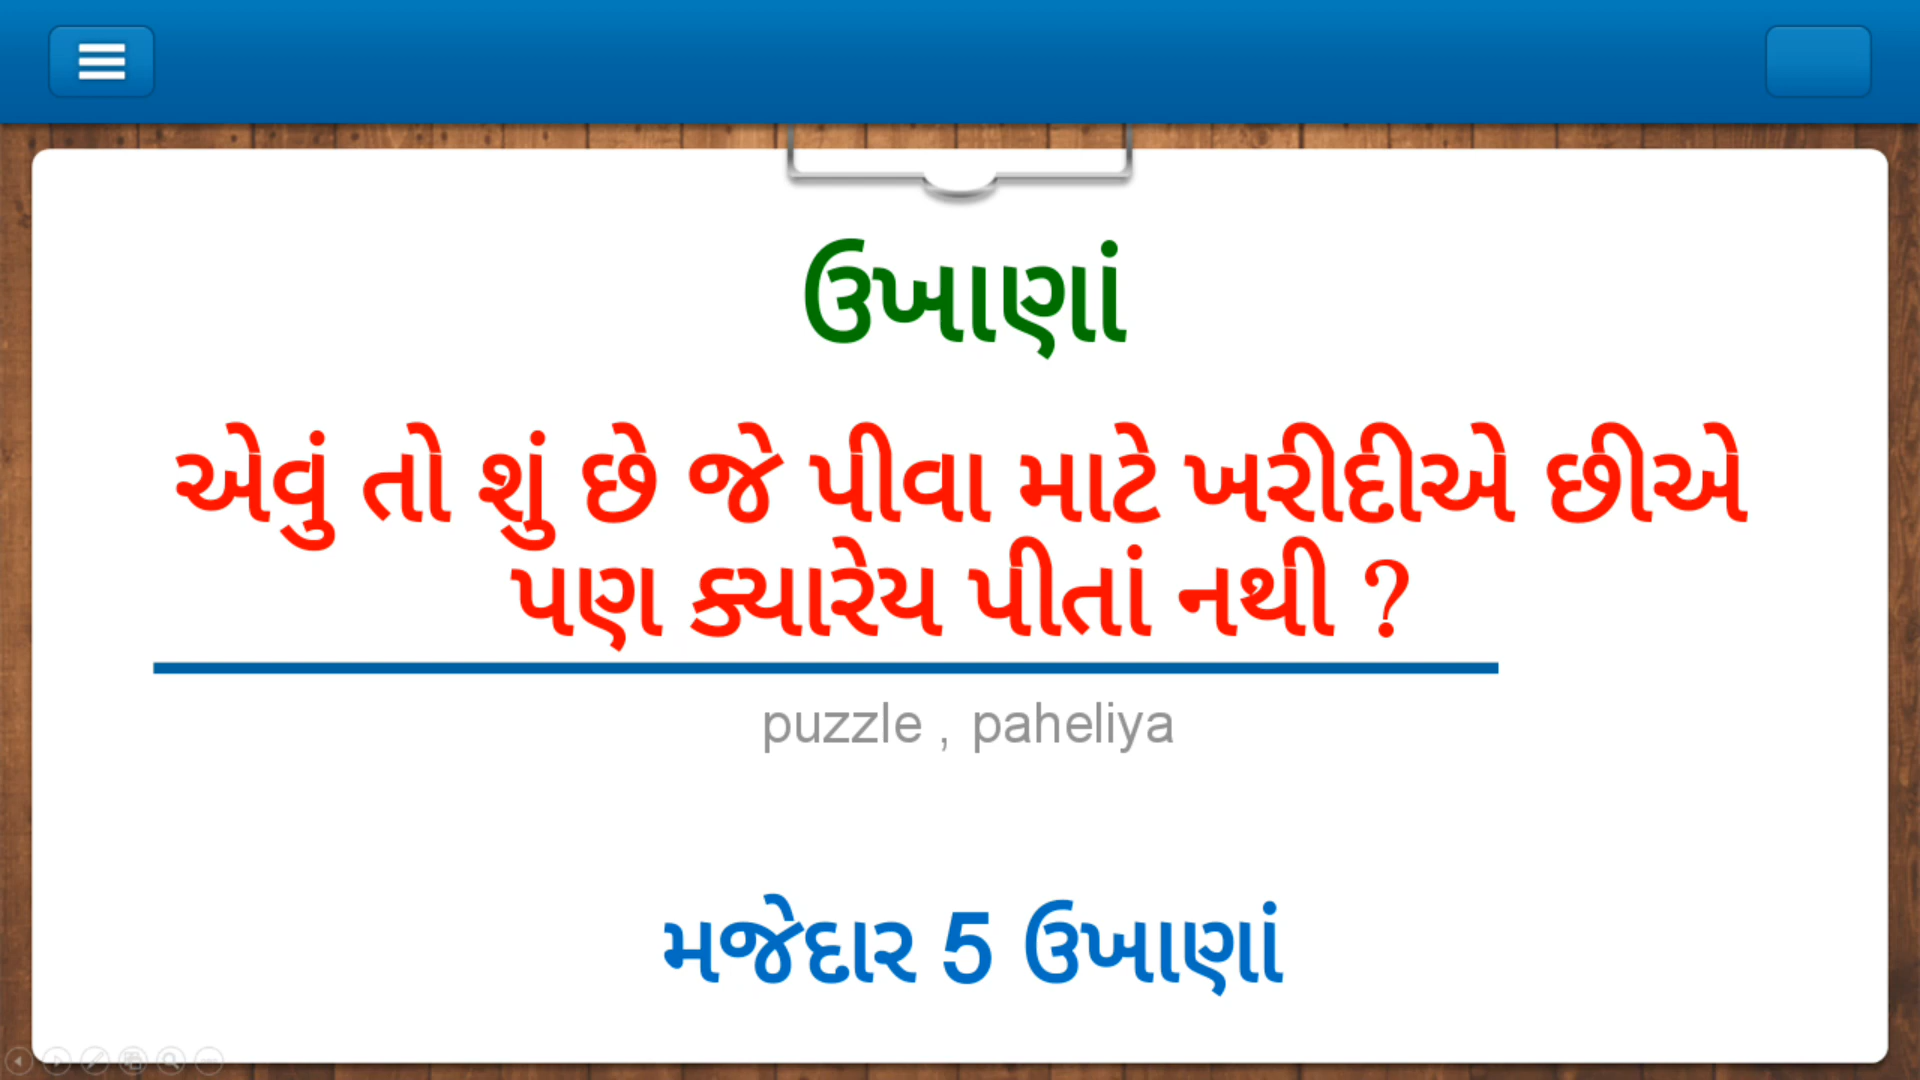 ઉખાણાં
એવું તો શું છે જે પીવા માટે ખરીદીએ છીએ
પણ ક્યારેય પીતાં નથી ?
puzzle , paheliya
મજેદાર 5 ઉખાણાં